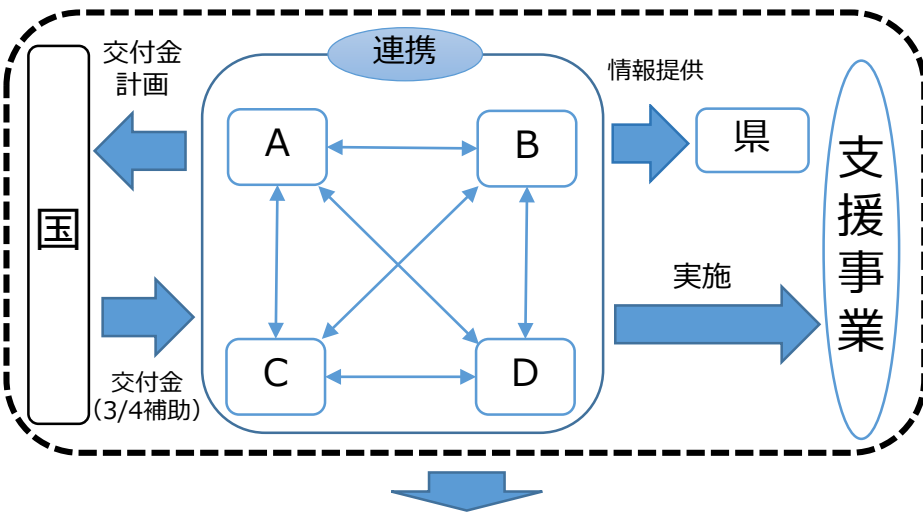 連携
交付金
計画
情報提供
A
B
県
国
支援事業
実施
交付金
（3/4補助）
C
D